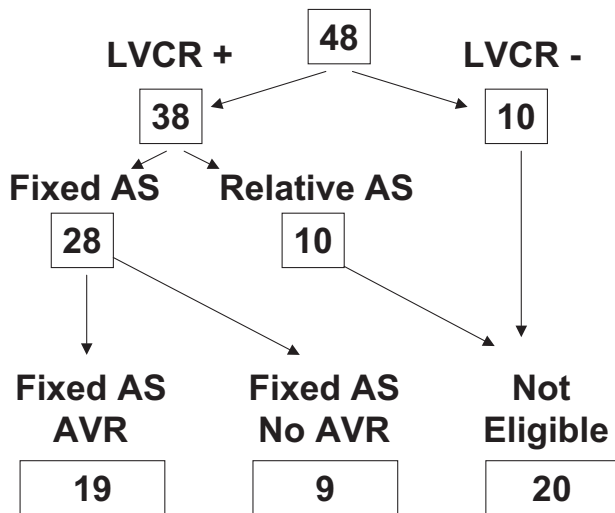 48
LVCR +
LVCR -
38
10
Fixed AS
Relative AS
28
10
Fixed AS
AVR
Fixed AS
No AVR
Not
Eligible
19
9
20